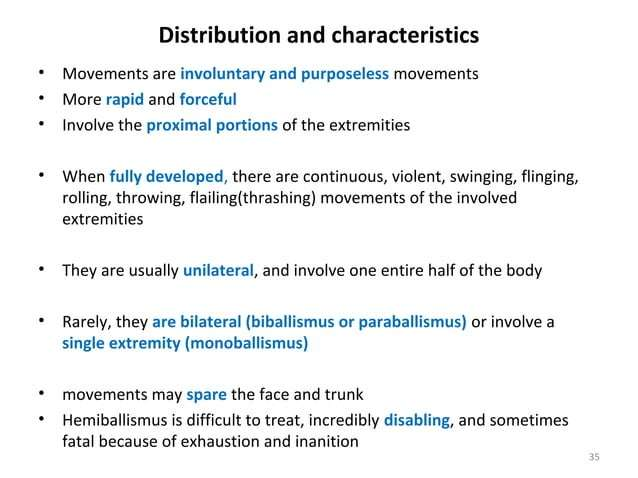 Distribution and characteristics
• Movements are involuntary and purposeless movements
• More rapid and forceful
• Involve the proximal portions of the extremities
• When fully developed, there are continuous, violent, swinging, flinging,
rolling, throwing, flailing(thrashing) movements of the involved
extremities
• They are usually unilateral, and involve one entire half of the body
• Rarely, they are bilateral (biballismus or paraballismus) or involve a
single extremity (monoballismus)
• movements may spare the face and trunk
• Hemiballismus is difficult to treat, incredibly disabling, and sometimes
fatal because of exhaustion and inanition
35